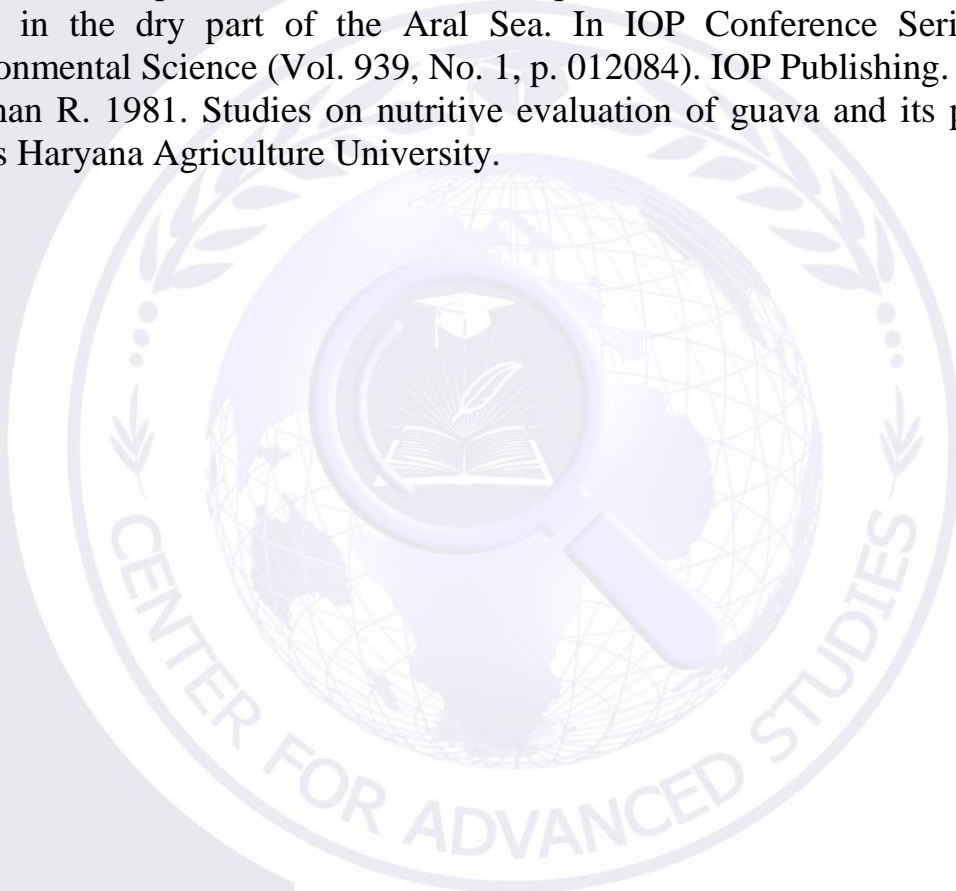 in the dry part of the Aral Sea. In IOP Conference Seri
onmental Science (Vol. 939, No. 1, p. 012084). IOP Publishing.
nan R. 1981. Studies on nutritive evaluation of guava and its p
s Haryana Agriculture University.
CENTER FOR ADVANCED STUDIES